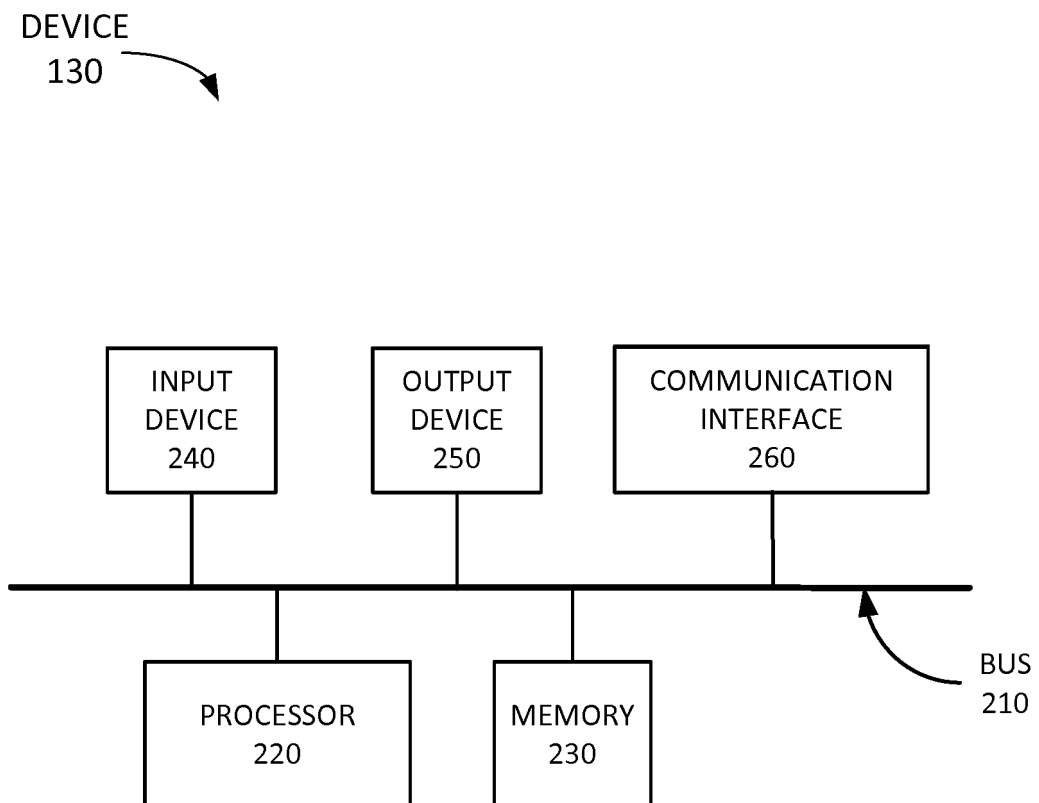 DEVICE
130
INPUT
DEVICE
240
OUTPUT
DEVICE
250
COMMUNICATION
INTERFACE
260
PROCESSOR
220
MEMORY
230
BUS
210